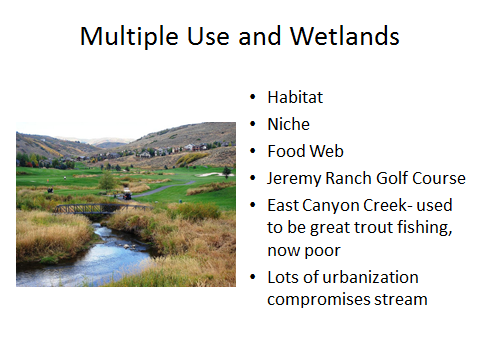 Multiple Use and Wetlands
• Habitat
• Niche
• Food Web
• Jeremy Ranch Golf Course
• East Canyon Creek- used
to be great trout fishing,
now poor
• Lots of urbanization
compromises stream